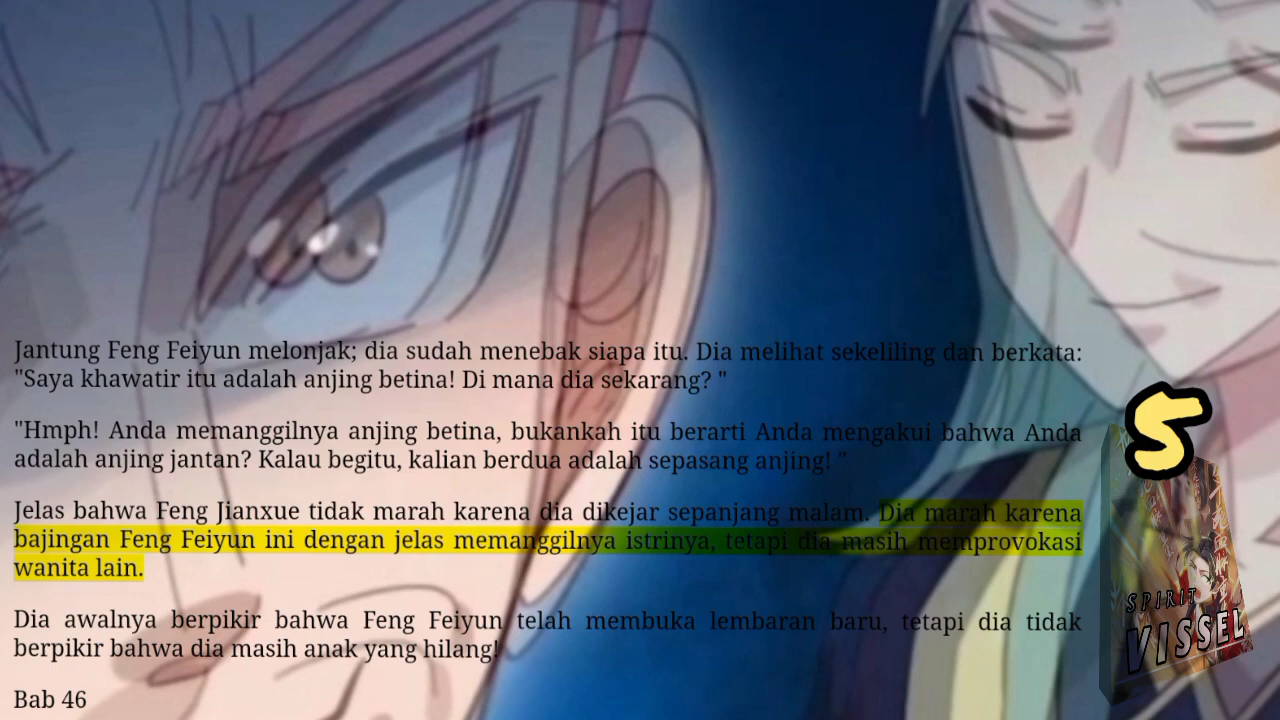 Jantung Feng Feiyun melonjak; dia sudah menebak siapa itu. Dia melihat sekeliling dan berkata:
"Saya khawatir itu adalah anjing betina! Di mana dia sekarang? "
"Hmph! Anda memanggilnya anjing betina, bukankah itu berarti Anda mengakui bahwa Anda
adalah anjing jantan? Kalau begitu, kalian berdua adalah sepasang anjing! "
Jelas bahwa Feng Jianxue tidak marah karena dia dikejar sepanjang malam. Dia marah karena
bajingan Feng Feiyun ini dengan jelas memanggilnya istrinya, tetapi dia masih memprovokasi
wanita lain.
Dia awalnya berpikir bahwa Feng Feiyun telah membuka lembaran baru, tetapi dia tidak
berpikir bahwa dia masih anak yang hilang!
Bab 46
S
SPIRIT
VISSEL